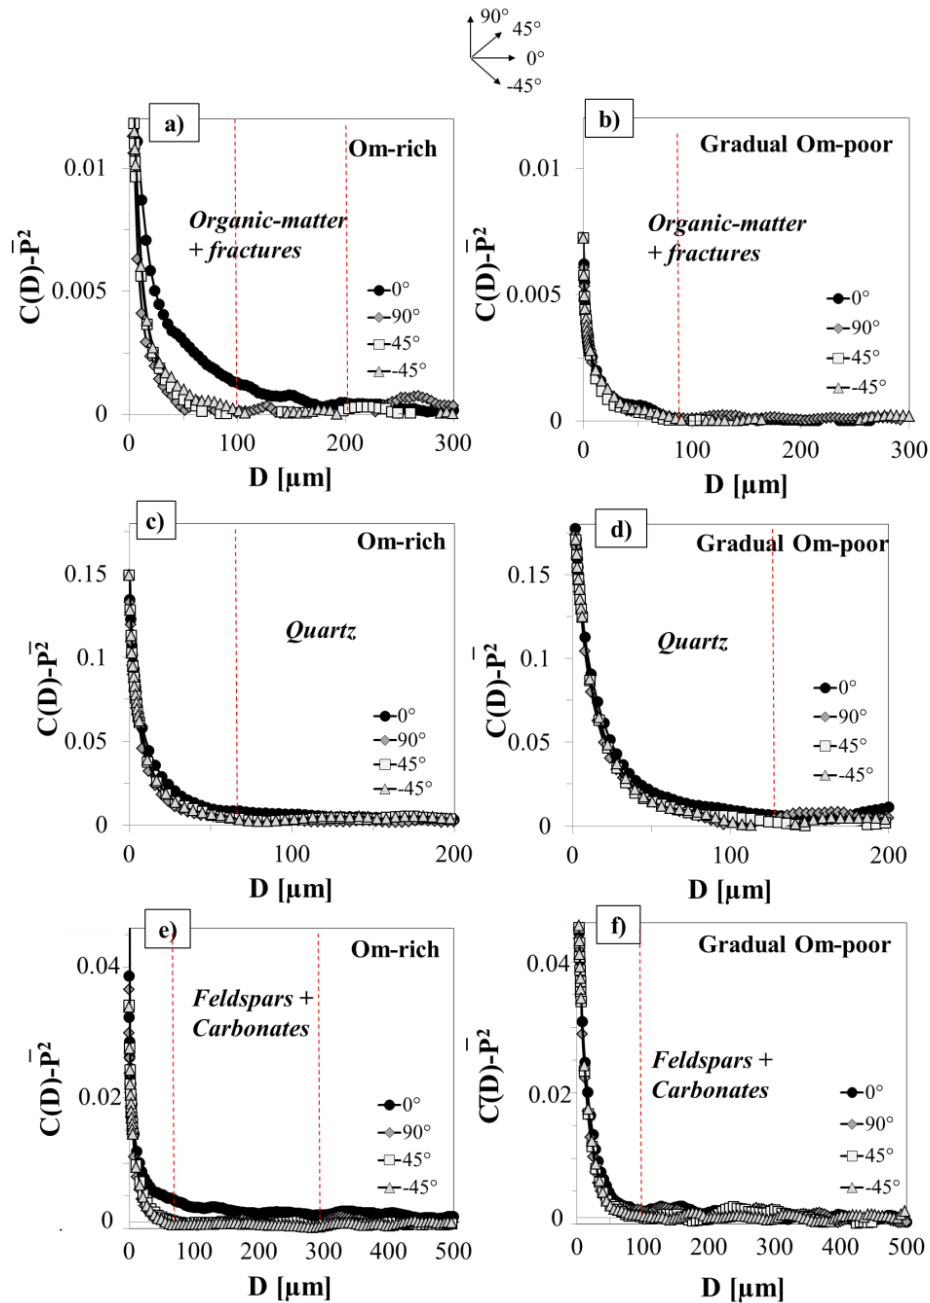 90°
45°
0°
-45°
a)
Om-rich
Organic-matter
+ fractures
0.01
0.005
0
C(D)-P̅²
0°
90°
45°
-45°
0 100 200 300
D [µm]
b)
Gradual Om-poor
Organic-matter
+ fractures
0.01
0.005
0
C(D)-P̅²
0°
90°
45°
-45°
0 100 200 300
D [µm]
c)
Om-rich
Quartz
0.15
0.1
0.05
0
C(D)-P̅²
0°
90°
45°
-45°
0 100 200
D [µm]
d)
Gradual Om-poor
Quartz
0.15
0.1
0.05
0
C(D)-P̅²
0°
90°
45°
-45°
0 100 200
D [µm]
e)
Om-rich
Feldspars +
Carbonates
0.04
0.02
0
C(D)-P̅²
0°
90°
45°
-45°
0 100 200 300 400 500
D [µm]
f)
Gradual Om-poor
Feldspars +
Carbonates
0.04
0.02
0
C(D)-P̅²
0°
90°
45°
-45°
0 100 200 300 400 500
D [µm]